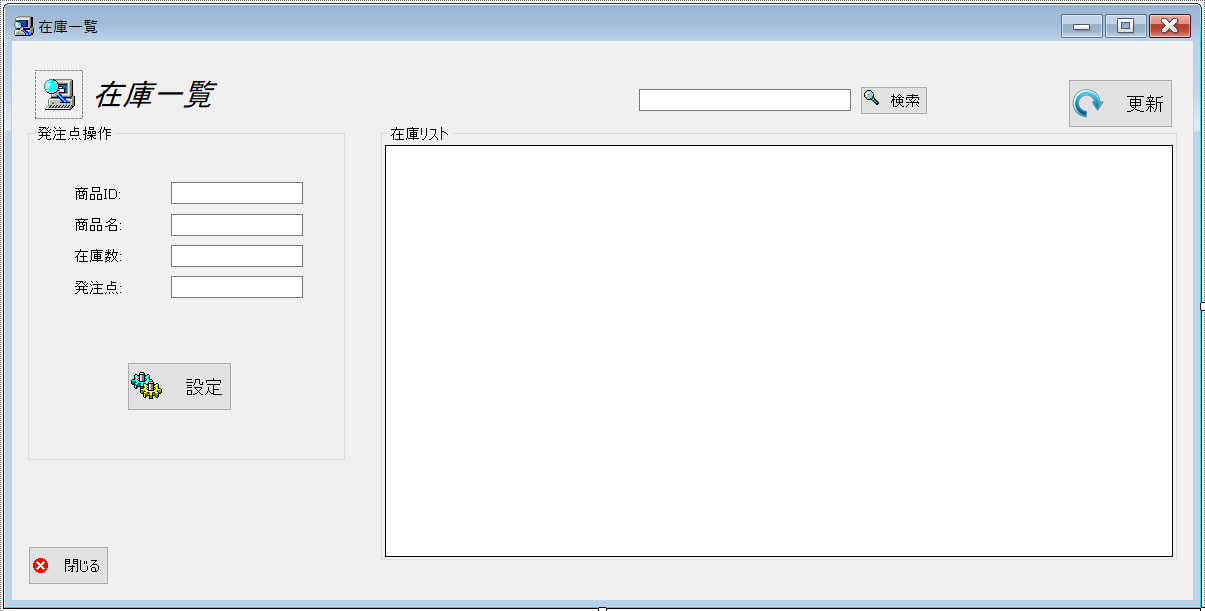 在庫一覧
在庫一覧
検索
更新
発注点操作
在庫リスト
商品ID:
商品名:
在庫数:
発注点:
設定
閉じる